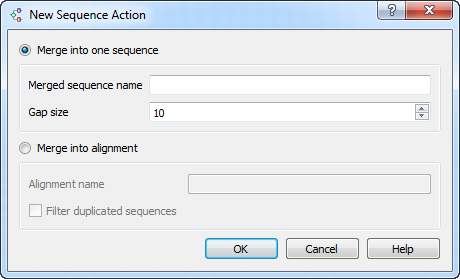 New Sequence Action
Merge into one sequence
Merged sequence name
Gap size 10
Merge into alignment
Alignment name
Filter duplicated sequences
OK Cancel Help